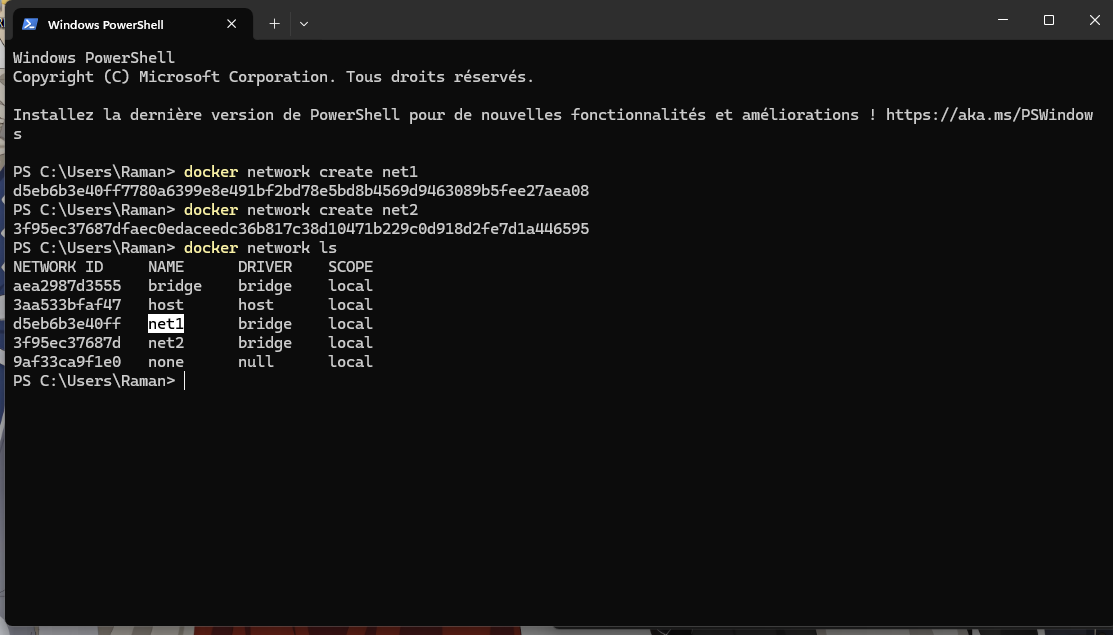 Windows PowerShell
Windows PowerShell
Copyright (C) Microsoft Corporation. Tous droits réservés.
Installez la dernière version de PowerShell pour de nouvelles fonctionnalités et améliorations ! https://aka.ms/PSWindow
s
PS C:\Users\Raman> docker network create net1
d5eb6b3e40ff7780a6399e8e491bf2bd78e5bd8b4569d9463089b5fee27aea08
PS C:\Users\Raman> docker network create net2
3f95ec37687dfaec0edaceedc36b817c38d10471b229c0d918d2fe7d1a446595
PS C:\Users\Raman> docker network ls
NETWORK ID   NAME      DRIVER    SCOPE
aea2987d3555   bridge    bridge    local
3aa533bfaf47   host      host      local
d5eb6b3e40ff   net1      bridge    local
3f95ec37687d   net2      bridge    local
9af33ca9f1e0   none      null      local
PS C:\Users\Raman>